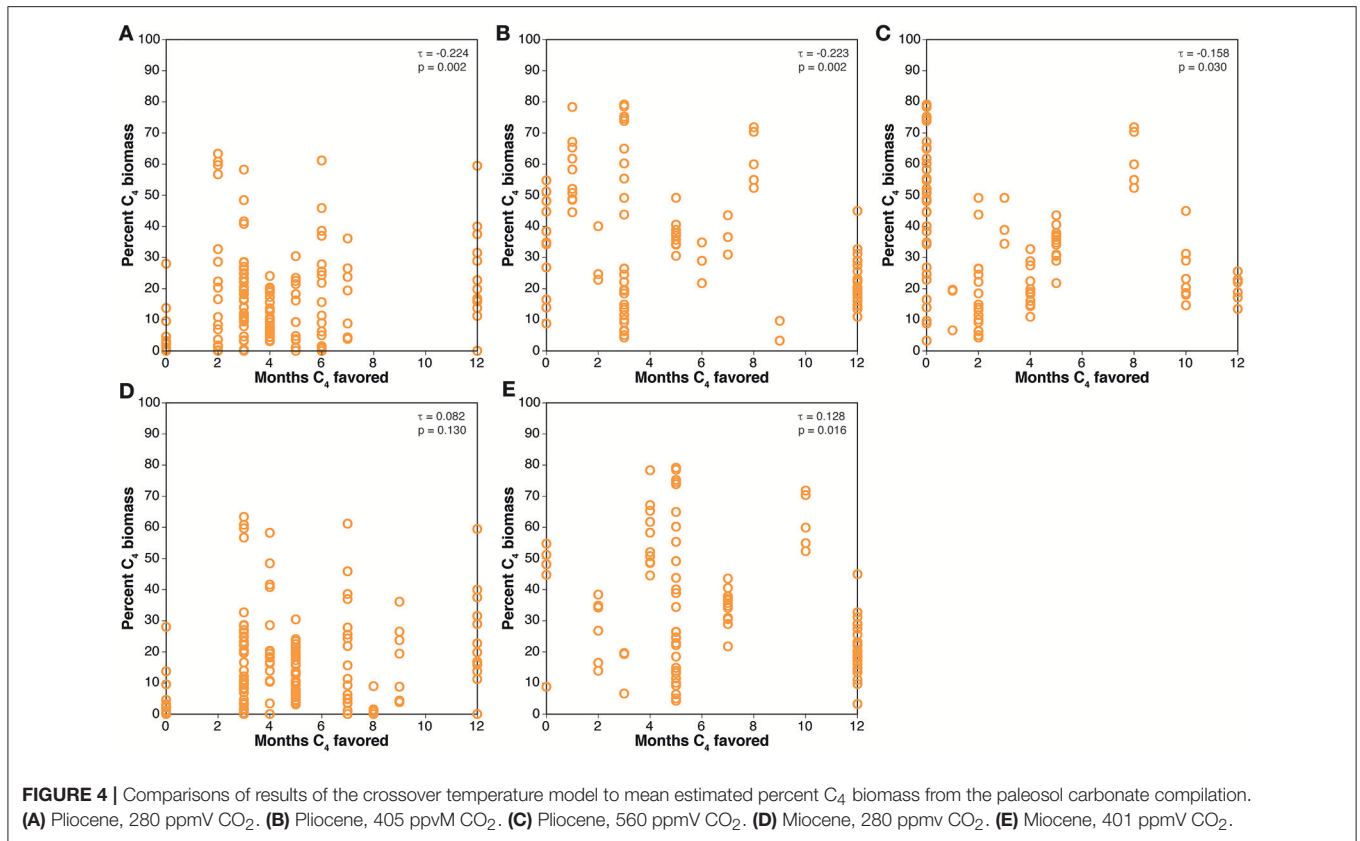 A
B
C
τ = -0.224
p = 0.002
τ = -0.223
p = 0.002
τ = -0.158
p = 0.030
Percent C₄ biomass
100
90
80
70
60
50
40
30
20
10
0
0 2 4 6 8 10 12
Months C₄ favored
Percent C₄ biomass
100
90
80
70
60
50
40
30
20
10
0
0 2 4 6 8 10 12
Months C₄ favored
Percent C₄ biomass
100
90
80
70
60
50
40
30
20
10
0
0 2 4 6 8 10 12
Months C₄ favored
D
E
τ = 0.082
p = 0.130
τ = 0.128
p = 0.016
Percent C₄ biomass
100
90
80
70
60
50
40
30
20
10
0
0 2 4 6 8 10 12
Months C₄ favored
Percent C₄ biomass
100
90
80
70
60
50
40
30
20
10
0
0 2 4 6 8 10 12
Months C₄ favored
FIGURE 4 | Comparisons of results of the crossover temperature model to mean estimated percent C₄ biomass from the paleosol carbonate compilation.
(A) Pliocene, 280 ppmV CO₂. (B) Pliocene, 405 ppvM CO₂. (C) Pliocene, 560 ppmV CO₂. (D) Miocene, 280 ppmv CO₂. (E) Miocene, 401 ppmV CO₂.